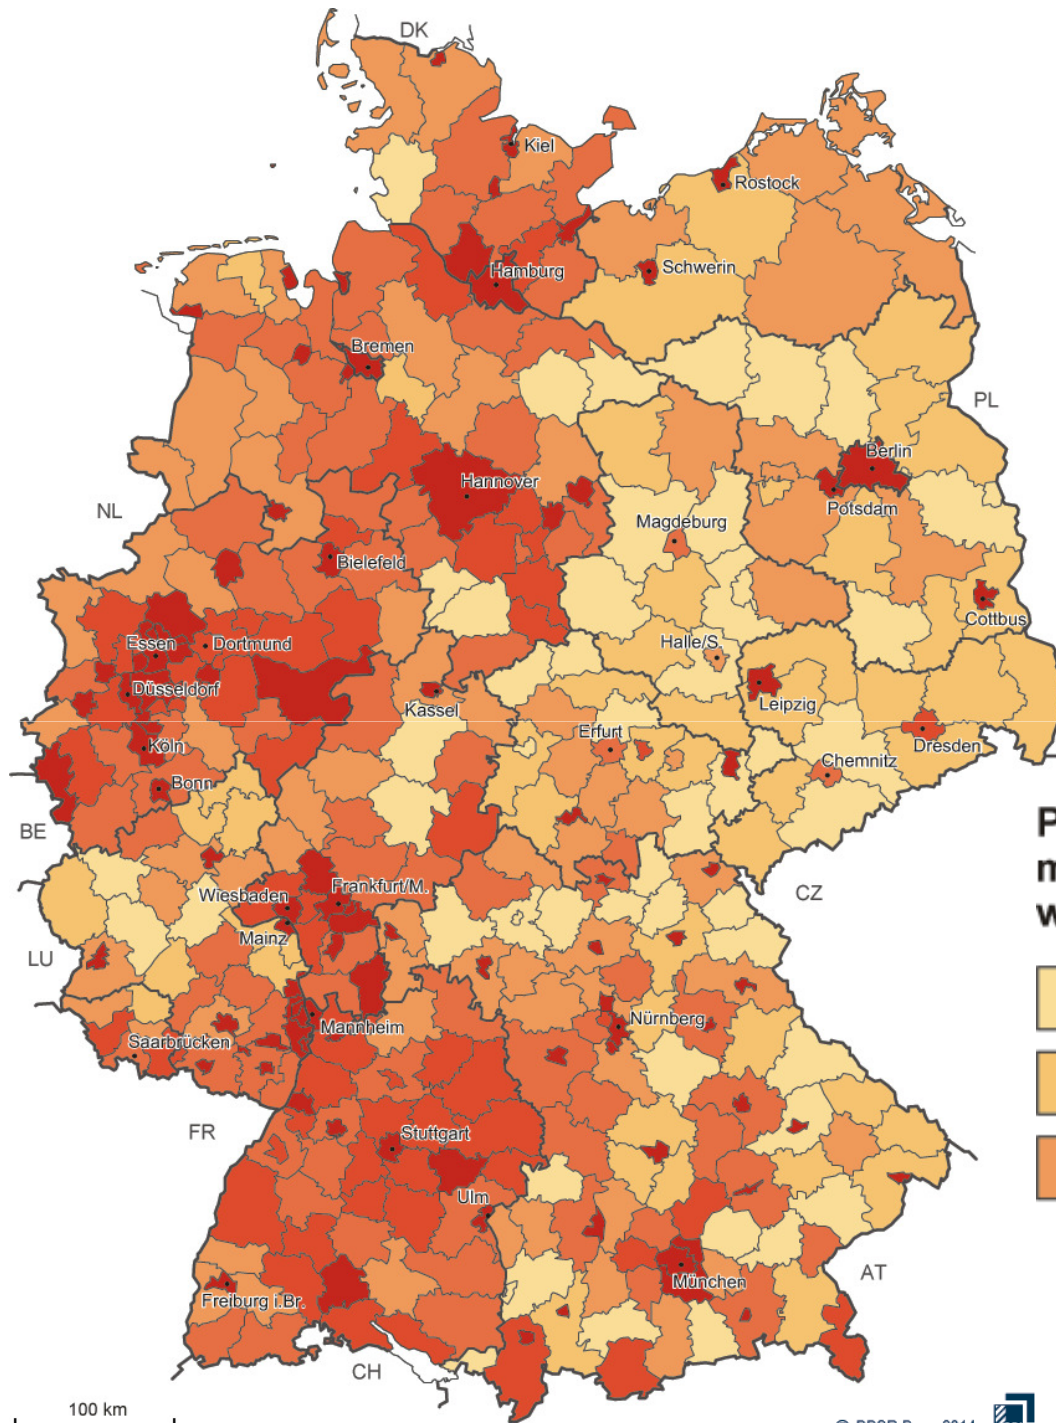 DK
Kiel
Rostock
Schwerin
Hamburg
Bremen
PL
Berlin
Hannover
NL
Potsdam
Magdeburg
Bielefeld
Cottbus
Essen
Dortmund
Halle/S.
Düsseldorf
Leipzig
Kassel
Erfurt
Dresden
Köln
Chemnitz
Bonn
BE
P
m
w
Wiesbaden
Frankfurt/M.
CZ
Mainz
LU
Nürnberg
Mannheim
Saarbrücken
FR
Stuttgart
Ulm
AT
München
Freiburg i.Br.
CH
100 km